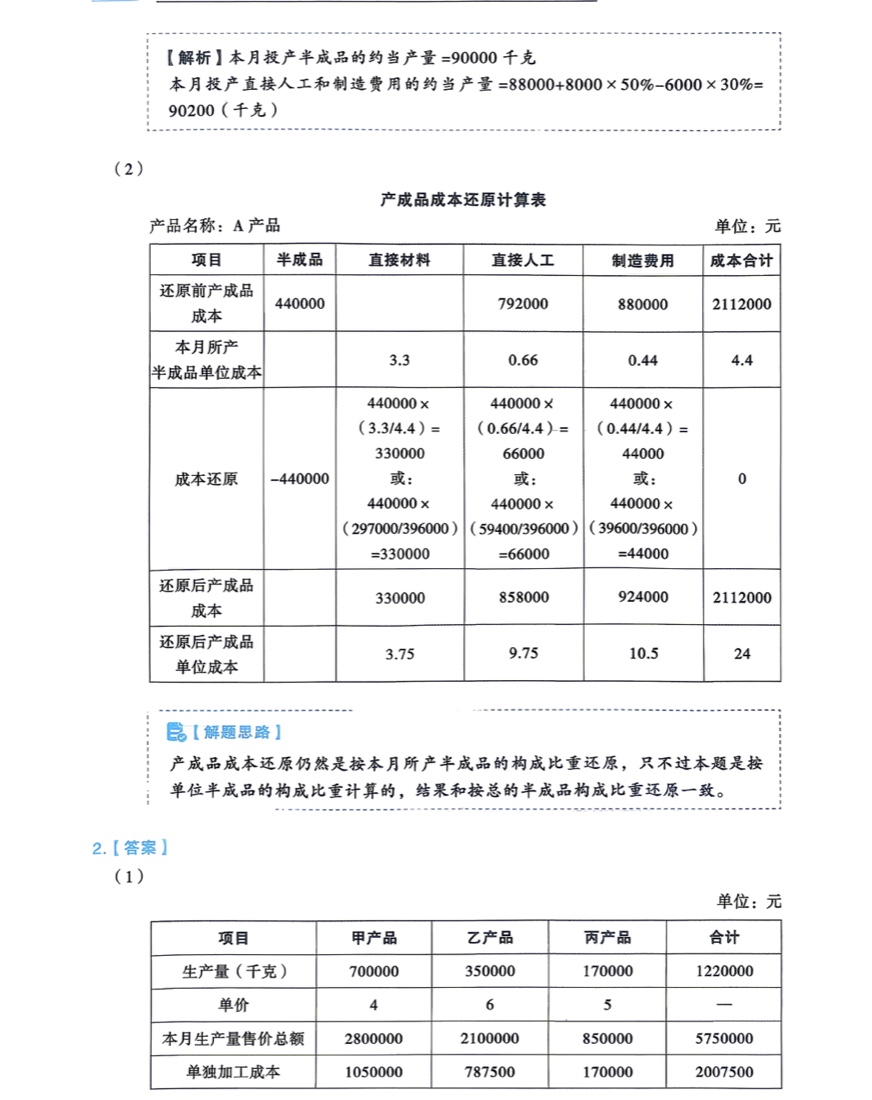 【解析】本月投产半成品的约当产量=90000 千克
本月投产直接人工和制造费用的约当产量=88000+8000×50%-6000×30%=
90200（千克）
（2）
产成品成本还原计算表
产品名称：A 产品 单位：元
项目 半成品 直接材料 直接人工 制造费用 成本合计
还原前产成品
成本 440000 792000 880000 2112000
本月所产
半成品单位成本 3.3 0.66 0.44 4.4
440000× 440000× 440000×
（3.3/4.4）= （0.66/4.4）= （0.44/4.4）=
330000 66000 44000
成本还原 -440000 或： 或： 或： 0
440000× 440000× 440000×
（297000/396000） （59400/396000） （39600/396000）
=330000 =66000 =44000
还原后产成品
成本 330000 858000 924000 2112000
还原后产成品
单位成本 3.75 9.75 10.5 24
【解题思路】
产成品成本还原仍然是按本月所产半成品的构成比重还原，只不过本题是按
单位半成品的构成比重计算的，结果和按总的半成品构成比重还原一致。
2.【答案】
（1）
单位：元
项目 甲产品 乙产品 丙产品 合计
生产量（千克） 700000 350000 170000 1220000
单价 4 6 5 —
本月生产量售价总额 2800000 2100000 850000 5750000
单独加工成本 1050000 787500 170000 2007500